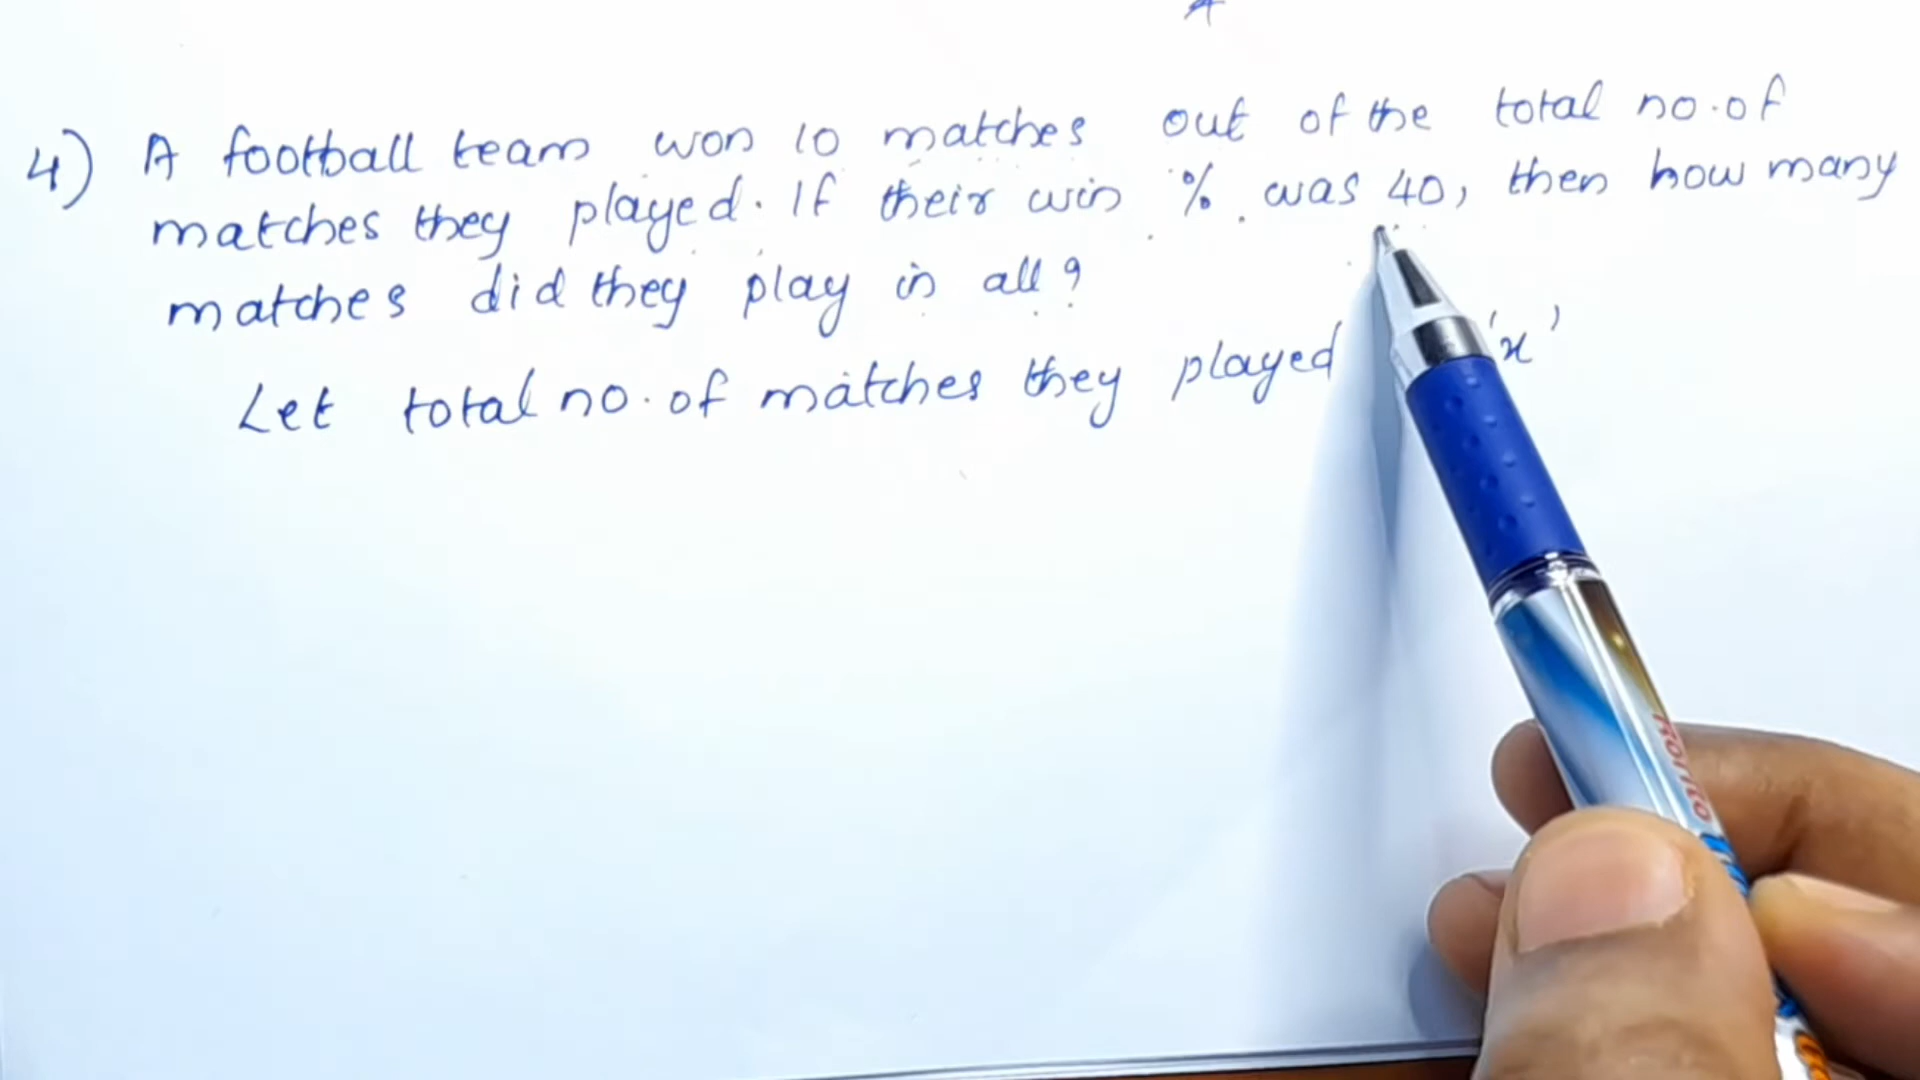 4) A football team won 10 matches out of the total no. of
matches they played. If their win % was 40, then how many
matches did they play in all?
Let total no. of matches they played 'x'